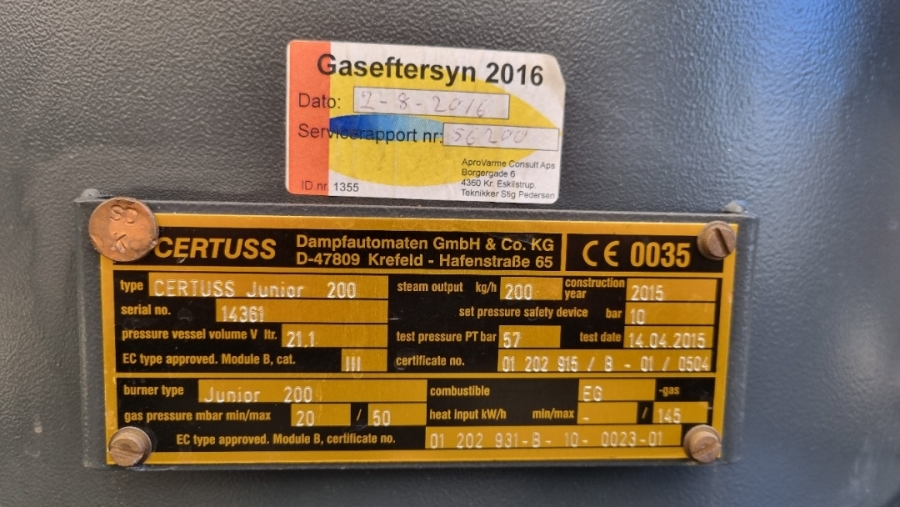 Gaseftersyn 2016
Dato: 2-8-2016
Servicerapport nr: 56200
AproVarme Consult Aps
Borgergade 6
4360 Kr. Eskilstrup.
ID.nr. 1355 Teknikker Stig Pedersen
CERTUSS Dampfautomaten GmbH & Co. KG
D-47809 Krefeld - Hafenstraße 65
CE 0035
type CERTUSS Junior 200 steam output kg/h 200 construction year 2015
serial no. 14361 set pressure safety device bar 10
pressure vessel volume V ltr. 21.1 test pressure PT bar 57 test date 14.04.2015
EC type approved. Module B, cat. III certificate no. 01 202 915 / B - 01 / 0504
burner type Junior 200 combustible EG -gas
gas pressure mbar min/max 20 / 50 heat input kW/h min/max - / 145
EC type approved. Module B, certificate no. 01 202 931-B-10-0023-01